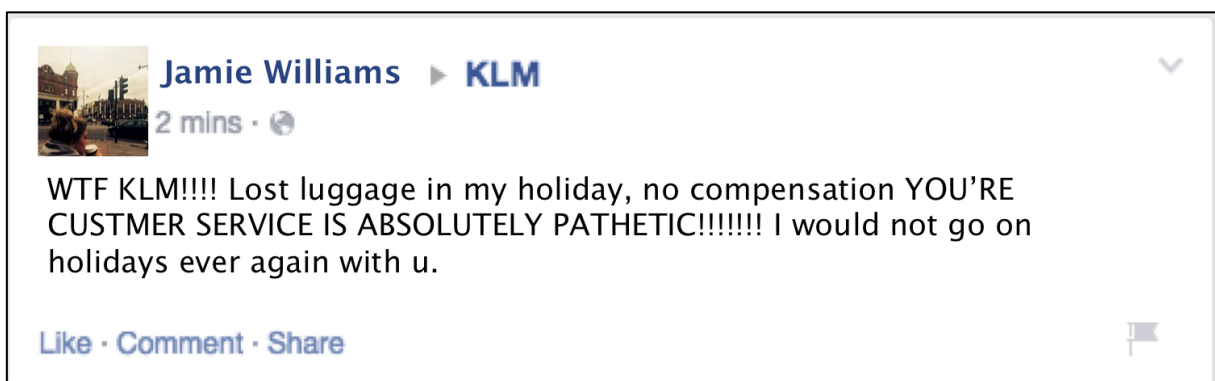 Jamie Williams ▶ KLM
2 mins ·
WTF KLM!!!! Lost luggage in my holiday, no compensation YOU’RE
CUSTMER SERVICE IS ABSOLUTELY PATHETIC!!!!!!! I would not go on
holidays ever again with u.
Like · Comment · Share